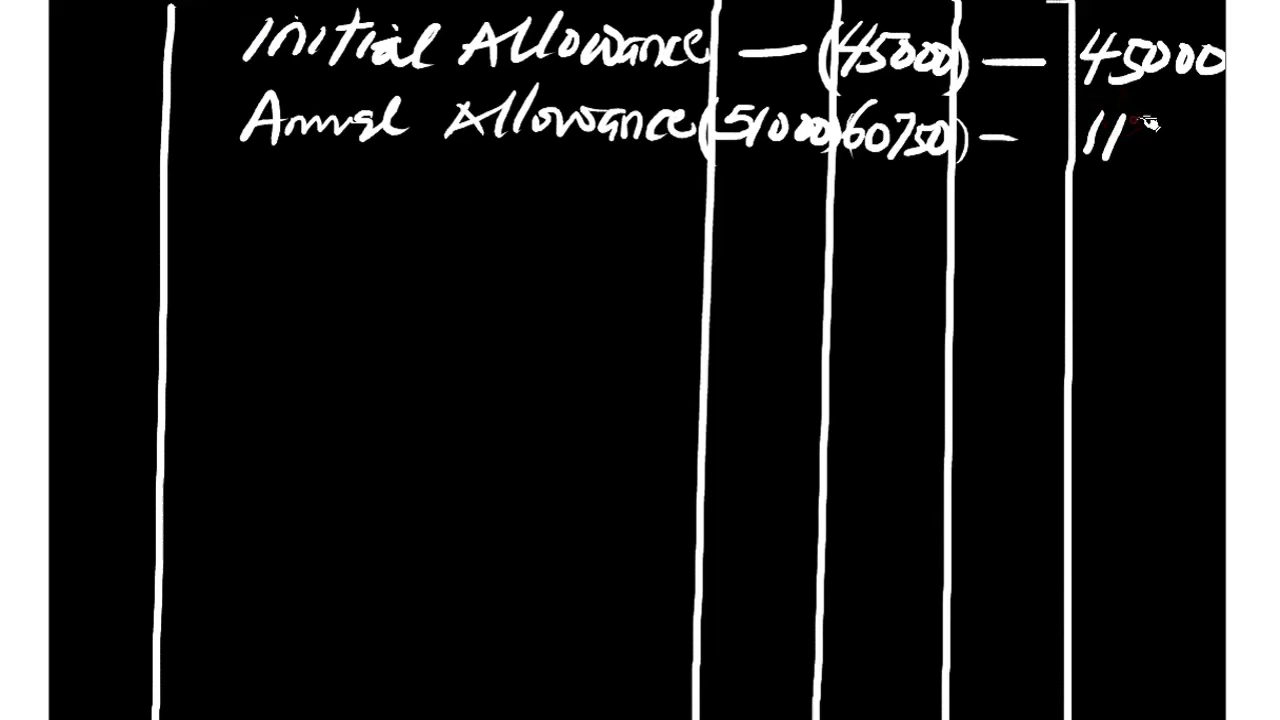 Initial Allowance — (45000) — 45000
Annual Allowance (51000) (60750) - 11